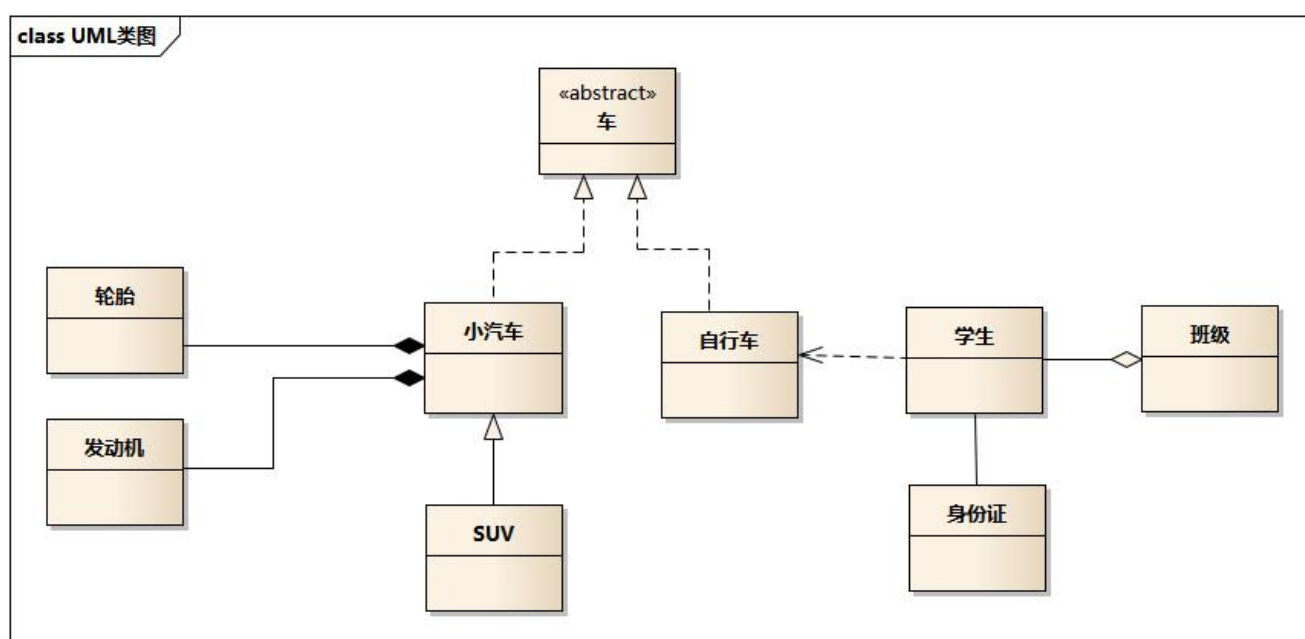 class UML类图
«abstract»
车
轮胎
小汽车
自行车
学生
班级
发动机
SUV
身份证